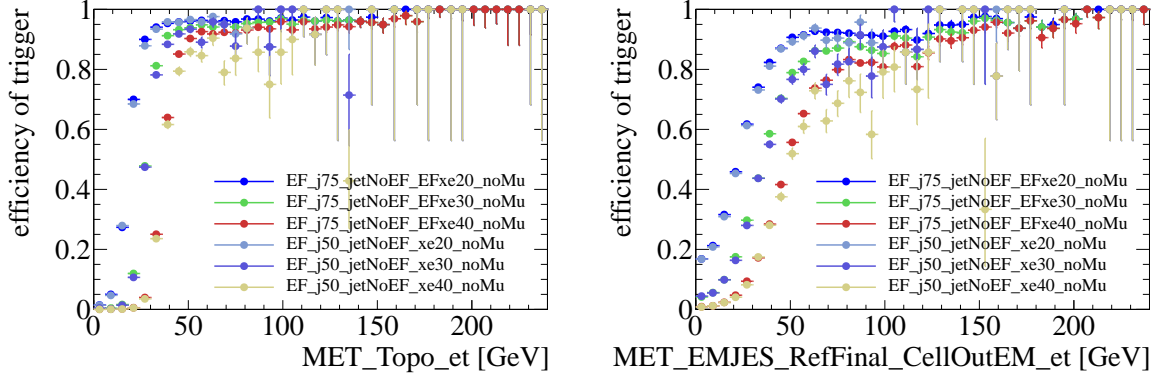 efficiency of trigger
1
0.8
0.6
0.4
0.2
0
EF_j75_jetNoEF_EFxe20_noMu
EF_j75_jetNoEF_EFxe30_noMu
EF_j75_jetNoEF_EFxe40_noMu
EF_j50_jetNoEF_xe20_noMu
EF_j50_jetNoEF_xe30_noMu
EF_j50_jetNoEF_xe40_noMu
0 50 100 150 200
MET_Topo_et [GeV]
efficiency of trigger
1
0.8
0.6
0.4
0.2
0
EF_j75_jetNoEF_EFxe20_noMu
EF_j75_jetNoEF_EFxe30_noMu
EF_j75_jetNoEF_EFxe40_noMu
EF_j50_jetNoEF_xe20_noMu
EF_j50_jetNoEF_xe30_noMu
EF_j50_jetNoEF_xe40_noMu
0 50 100 150 200
MET_EMJES_RefFinal_CellOutEM_et [GeV]